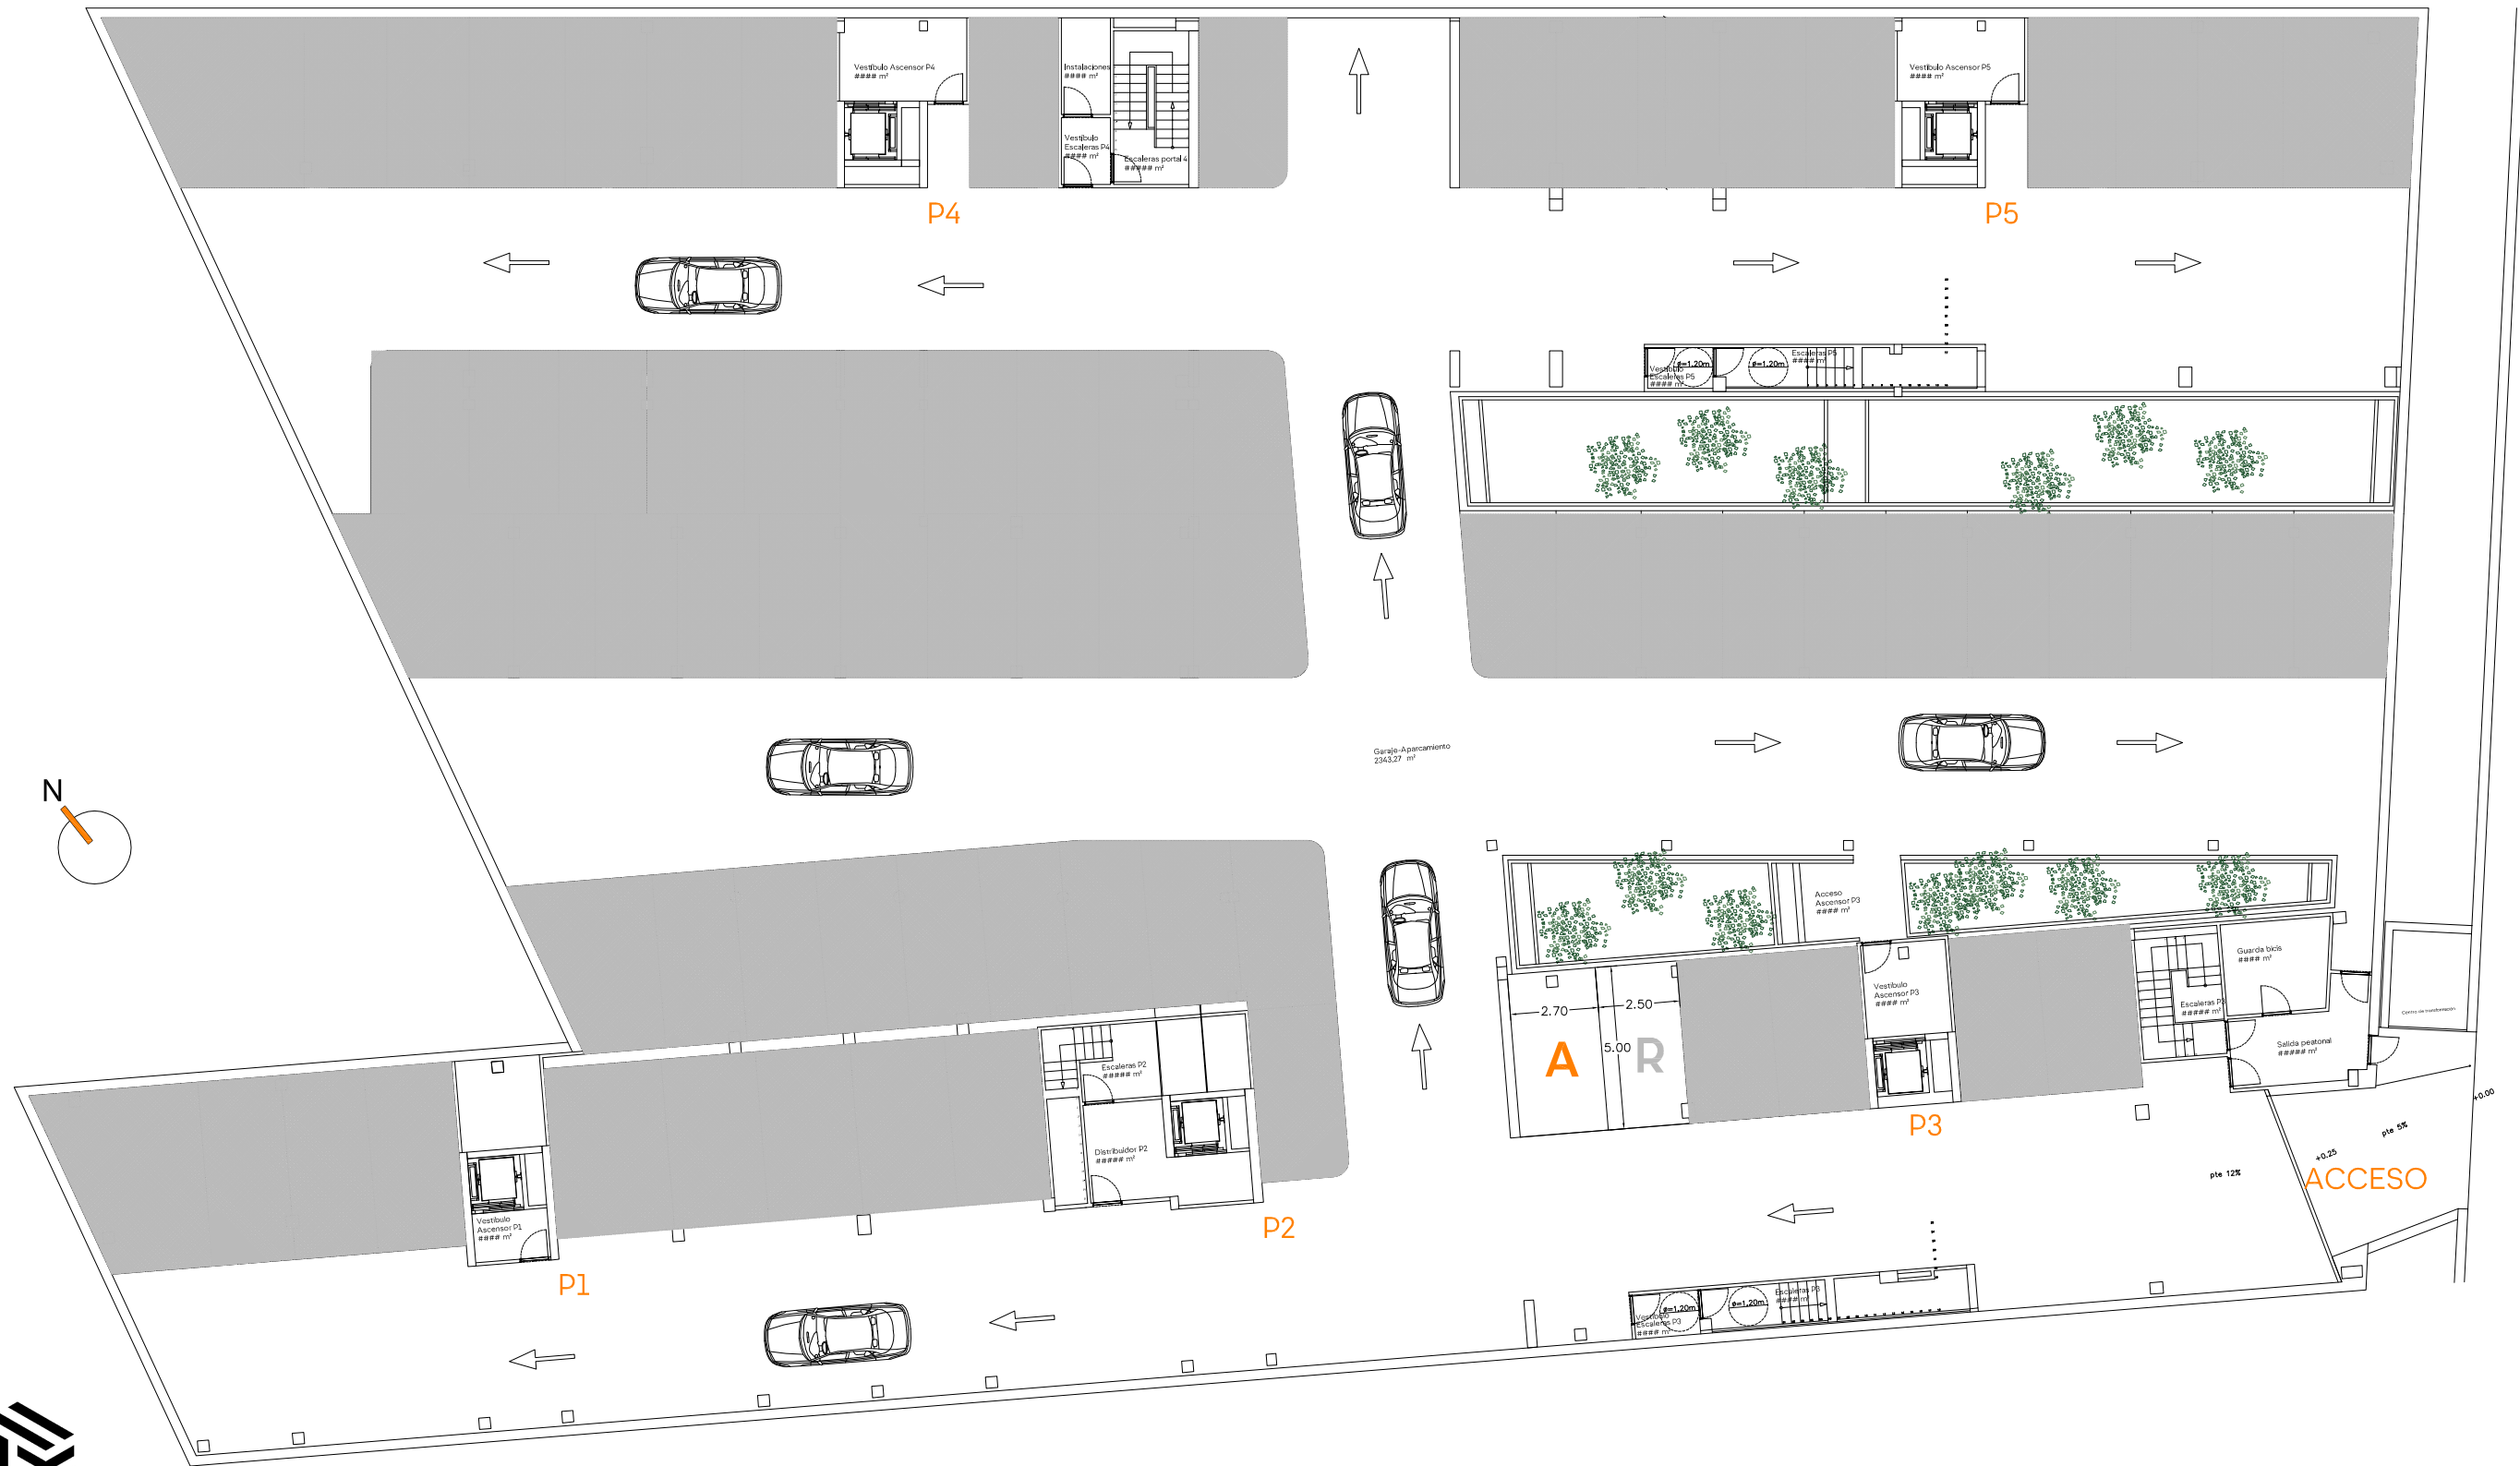 Vestíbulo Ascensor P4
#### m²
Instalaciones
#### m²
Vestíbulo
Escaleras P4
#### m²
Escaleras portal 4
##### m²
Vestíbulo Ascensor P5
#### m²
P4
P5
Escaleras P5
#### m²
ø=1.20m
ø=1.20m
Vestíbulo
Escaleras P5
#### m²
Garaje-Aparcamiento
2343,27 m²
N
Acceso
Ascensor P3
#### m²
Guarda bicis
#### m²
Vestíbulo
Ascensor P3
#### m²
2.70
2.50
5.00
A
R
Escaleras P3
##### m²
Centro de transformación
Salida peatonal
##### m²
Escaleras P2
##### m²
Distribuidor P2
##### m²
P3
+0.00
pte 5%
+0.25
pte 12%
ACCESO
Vestíbulo
Ascensor P1
#### m²
P2
P1
Escaleras P3
#### m²
ø=1.20m
ø=1.20m
Vestíbulo
Escaleras P3
#### m²